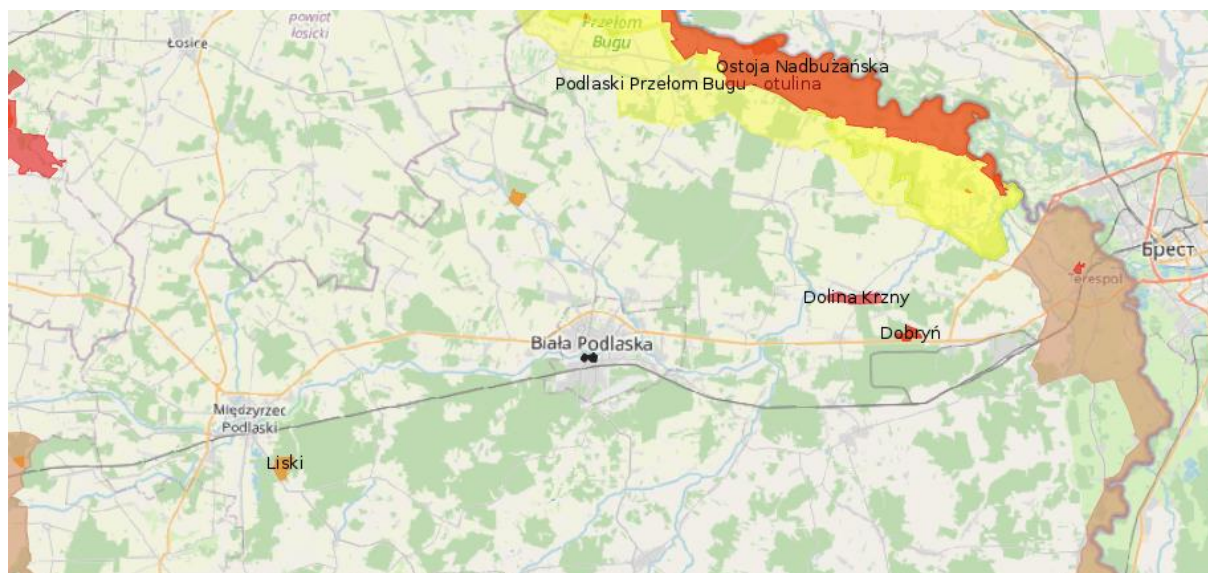 powiat
łosicki
Łosice
Przełom
Bugu
Ostoja Nadbużańska
Podlaski Przełom Bugu - otulina
Брест
Terespol
Dolina Krzny
Dobryń
Biała Podlaska
Międzyrzec
Podlaski
Liski